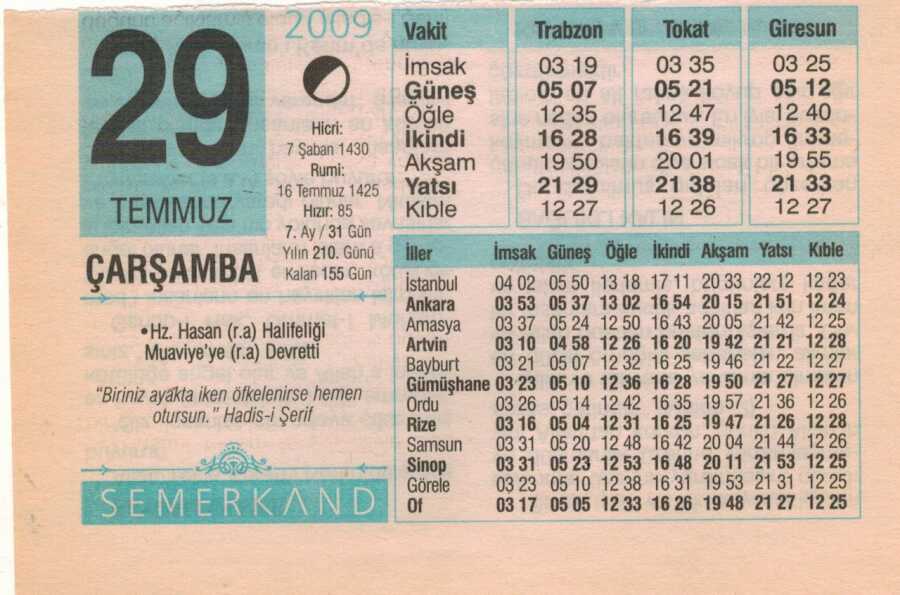 29
TEMMUZ
ÇARŞAMBA
2009
Hicri:
7 Şaban 1430
Rumi:
16 Temmuz 1425
Hızır: 85
7. Ay / 31 Gün
Yılın 210. Günü
Kalan 155 Gün
•Hz. Hasan (r.a) Halifeliği
Muaviye'ye (r.a) Devretti
"Biriniz ayakta iken öfkelenirse hemen
otursun." Hadis-i Şerif
SEMERKAND
Vakit Trabzon Tokat Giresun
İmsak 03 19 03 35 03 25
Güneş 05 07 05 21 05 12
Öğle 12 35 12 47 12 40
İkindi 16 28 16 39 16 33
Akşam 19 50 20 01 19 55
Yatsı 21 29 21 38 21 33
Kıble 12 27 12 26 12 27
İller İmsak Güneş Öğle İkindi Akşam Yatsı Kıble
İstanbul 04 02 05 50 13 18 17 11 20 33 22 12 12 23
Ankara 03 53 05 37 13 02 16 54 20 15 21 51 12 24
Amasya 03 37 05 24 12 50 16 43 20 05 21 42 12 25
Artvin 03 10 04 58 12 26 16 20 19 42 21 21 12 28
Bayburt 03 21 05 07 12 32 16 25 19 46 21 22 12 27
Gümüşhane 03 23 05 10 12 36 16 28 19 50 21 27 12 27
Ordu 03 26 05 14 12 42 16 35 19 57 21 36 12 26
Rize 03 16 05 04 12 31 16 25 19 47 21 26 12 28
Samsun 03 31 05 20 12 48 16 42 20 04 21 44 12 26
Sinop 03 31 05 23 12 53 16 48 20 11 21 53 12 25
Görele 03 23 05 10 12 38 16 31 19 53 21 31 12 25
Of 03 17 05 05 12 33 16 26 19 48 21 27 12 25